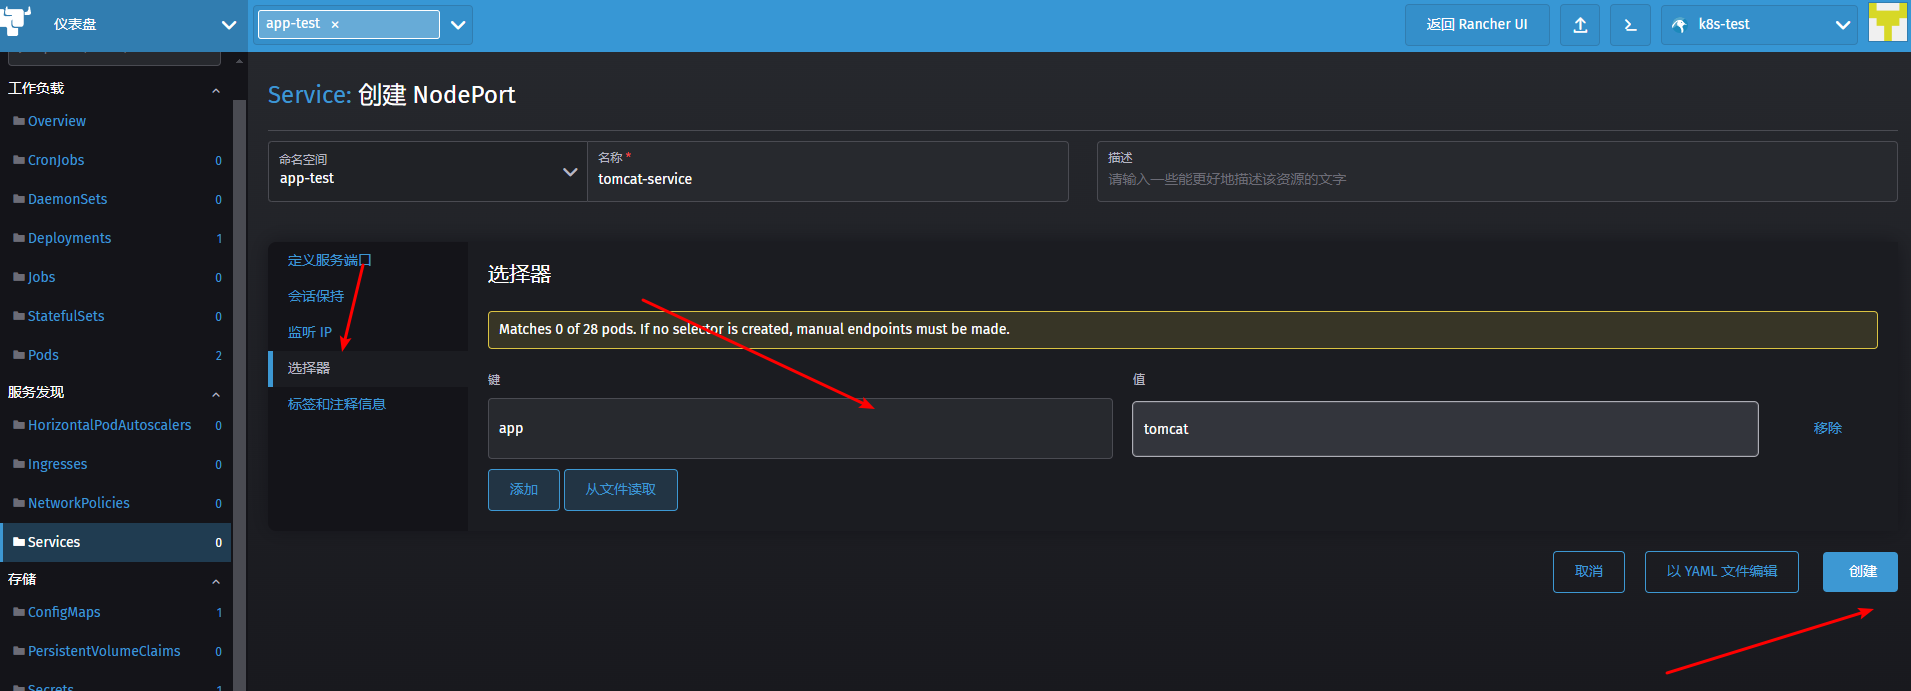 仪表盘
app-test ×
返回 Rancher UI
k8s-test
工作负载
Overview
CronJobs 0
DaemonSets 0
Deployments 1
Jobs 0
StatefulSets 0
Pods 2
服务发现
HorizontalPodAutoscalers 0
Ingresses 0
NetworkPolicies 0
Services 0
存储
ConfigMaps 1
PersistentVolumeClaims 0
Secrets 1
Service: 创建 NodePort
命名空间
app-test
名称 *
tomcat-service
描述
请输入一些能更好地描述该资源的文字
定义服务端口
会话保持
监听 IP
选择器
标签和注释信息
选择器
Matches 0 of 28 pods. If no selector is created, manual endpoints must be made.
键
值
app
tomcat
移除
添加
从文件读取
取消
以 YAML 文件编辑
创建